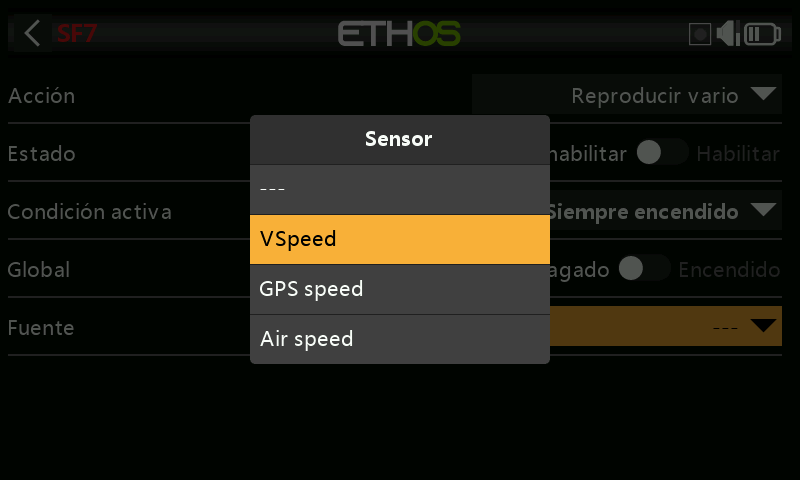 SF7
ETHOS
Acción
Reproducir vario
Sensor
Estado
habilitar
Habilitar
---
Condición activa
Siempre encendido
VSpeed
Global
agado
Encendido
GPS speed
Fuente
---
Air speed